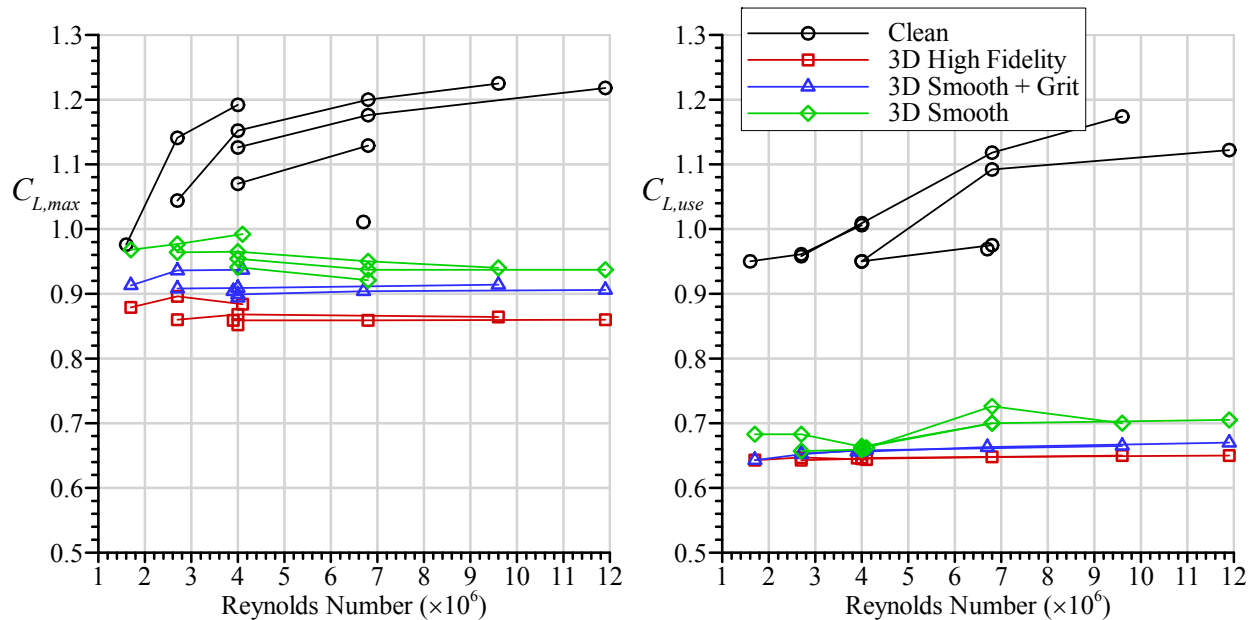 1.3
1.2
1.1
1.0
0.9
0.8
0.7
0.6
0.5
C_{L,max}
1 2 3 4 5 6 7 8 9 10 11 12
Reynolds Number (×10⁶)
Clean
3D High Fidelity
3D Smooth + Grit
3D Smooth
1.3
1.2
1.1
1.0
0.9
0.8
0.7
0.6
0.5
C_{L,use}
1 2 3 4 5 6 7 8 9 10 11 12
Reynolds Number (×10⁶)